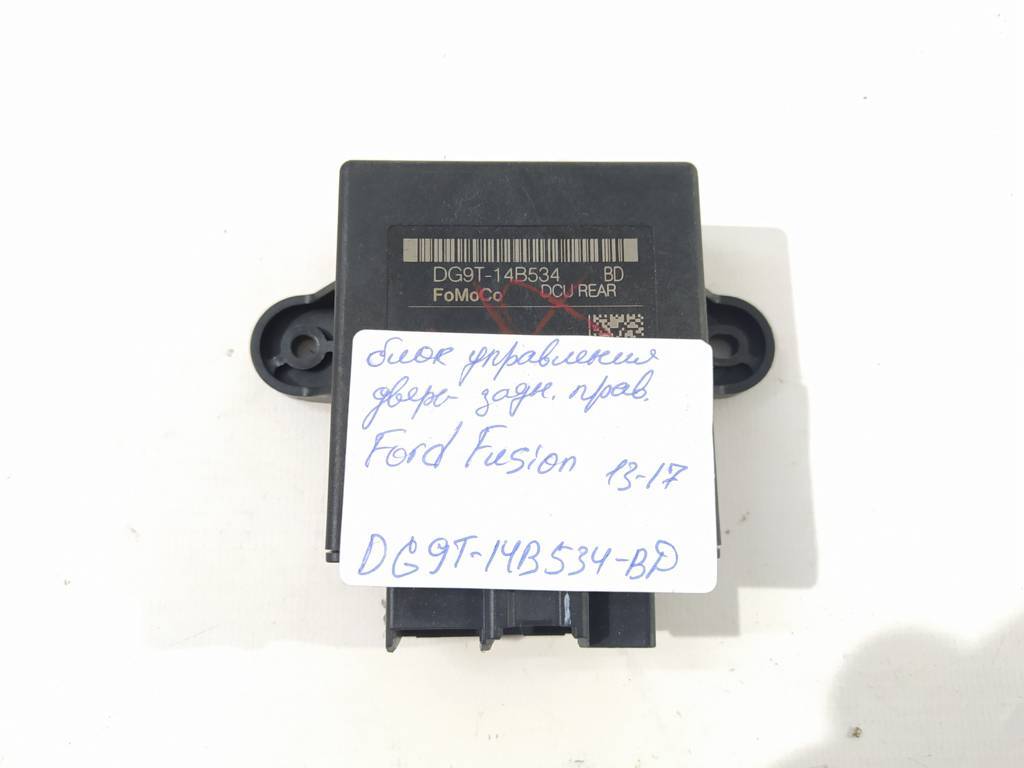 DG9T-14B534 BD
FoMoCo DCU REAR
блок управления
двери задн. прав.
Ford Fusion 13-17
DG9T-14B534-BD